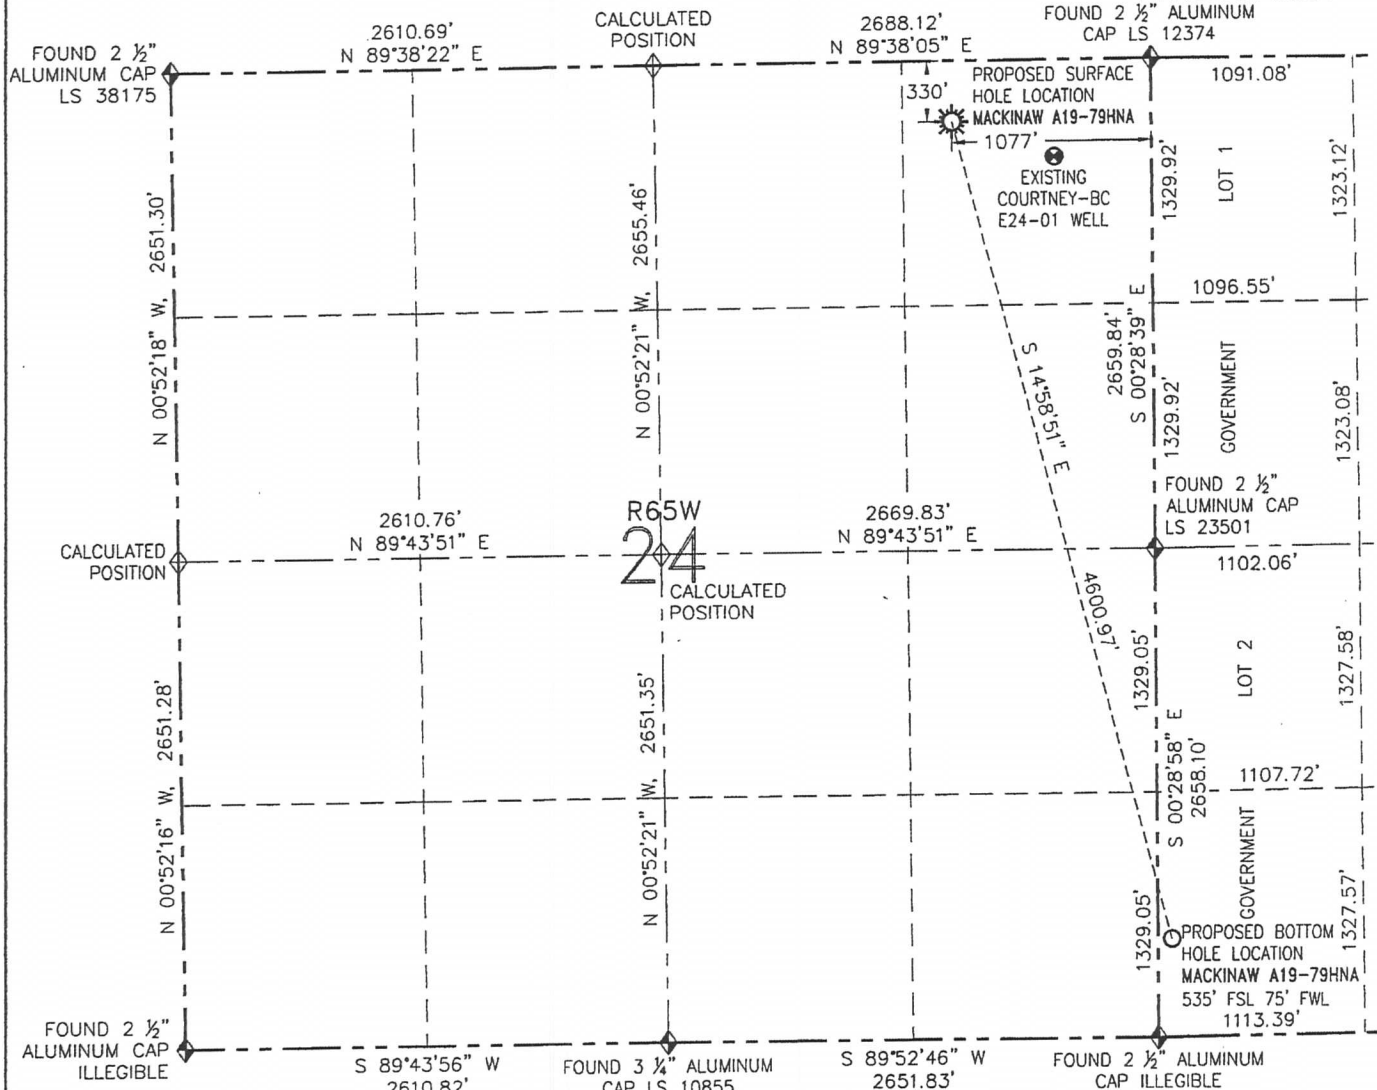 2610.69'
N 89°38'22" E
CALCULATED
POSITION
2688.12'
N 89°38'05" E
FOUND 2 ½" ALUMINUM
CAP LS 12374
FOUND 2 ½"
ALUMINUM CAP
LS 38175
330'
PROPOSED SURFACE
HOLE LOCATION
MACKINAW A19-79HNA
1077'
EXISTING
COURTNEY-BC
E24-01 WELL
1091.08'
1329.92'
LOT 1
1323.12'
N 00°52'18" W, 2651.30'
N 00°52'21" W, 2655.46'
1096.55'
S 14°58'51" E
4600.97'
2659.84'
S 00°28'39" E
1329.92'
GOVERNMENT
1323.08'
CALCULATED
POSITION
2610.76'
N 89°43'51" E
R65W
24
CALCULATED
POSITION
2669.83'
N 89°43'51" E
FOUND 2 ½"
ALUMINUM CAP
LS 23501
1102.06'
N 00°52'16" W, 2651.28'
N 00°52'21" W, 2651.35'
1329.05'
LOT 2
1327.58'
S 00°28'58" E
2658.10'
1107.72'
1329.05'
GOVERNMENT
1327.57'
PROPOSED BOTTOM
HOLE LOCATION
MACKINAW A19-79HNA
535' FSL 75' FWL
1113.39'
FOUND 2 ½"
ALUMINUM CAP
ILLEGIBLE
S 89°43'56" W
2610.82'
FOUND 3 ¼" ALUMINUM
CAP LS 10855
S 89°52'46" W
2651.83'
FOUND 2 ½" ALUMINUM
CAP ILLEGIBLE